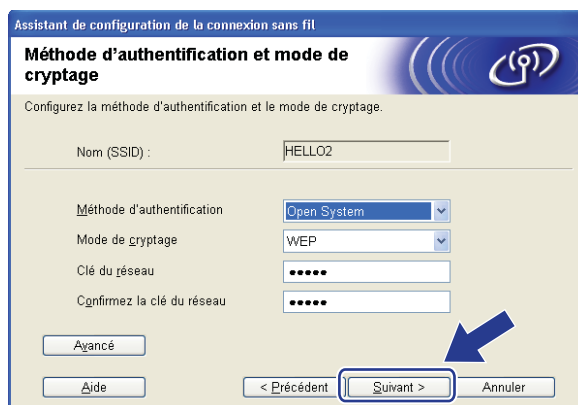 Assistant de configuration de la connexion sans fil
Méthode d'authentification et mode de
cryptage
Configurez la méthode d'authentification et le mode de cryptage.
Nom (SSID) : HELLO2
Méthode d'authentification Open System
Mode de cryptage WEP
Clé du réseau •••••
Confirmez la clé du réseau •••••
Avancé
Aide < Précédent Suivant > Annuler